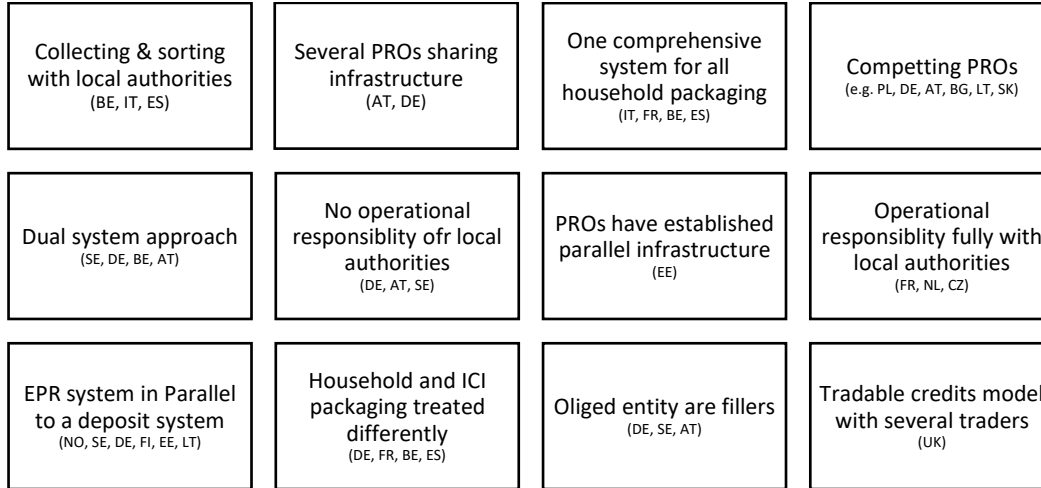 Collecting & sorting
with local authorities
(BE, IT, ES)
Several PROs sharing
infrastructure
(AT, DE)
One comprehensive
system for all
household packaging
(IT, FR, BE, ES)
Competting PROs
(e.g. PL, DE, AT, BG, LT, SK)
Dual system approach
(SE, DE, BE, AT)
No operational
responsiblity ofr local
authorities
(DE, AT, SE)
PROs have established
parallel infrastructure
(EE)
Operational
responsiblity fully with
local authorities
(FR, NL, CZ)
EPR system in Parallel
to a deposit system
(NO, SE, DE, FI, EE, LT)
Household and ICI
packaging treated
differently
(DE, FR, BE, ES)
Oliged entity are fillers
(DE, SE, AT)
Tradable credits model
with several traders
(UK)